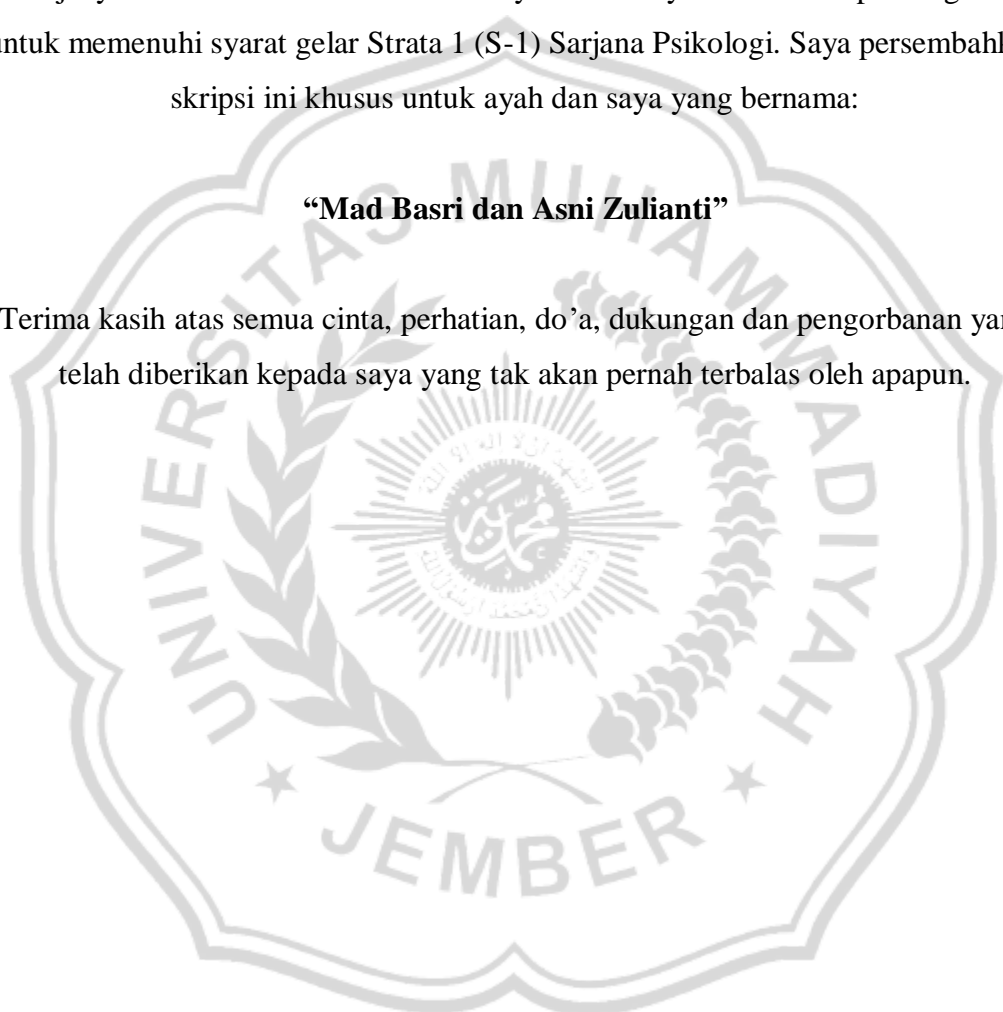 untuk memenuhi syarat gelar Strata 1 (S-1) Sarjana Psikologi. Saya
skripsi ini khusus untuk ayah dan saya yang bernama:
“Mad Basri dan Asni Zulianti”
Terima kasih atas semua cinta, perhatian, do’a, dukungan dan pengorbanan
telah diberikan kepada saya yang tak akan pernah terbalas oleh apapun.
UNIVERSITAS MUHAMMADIYAH
JEMBER